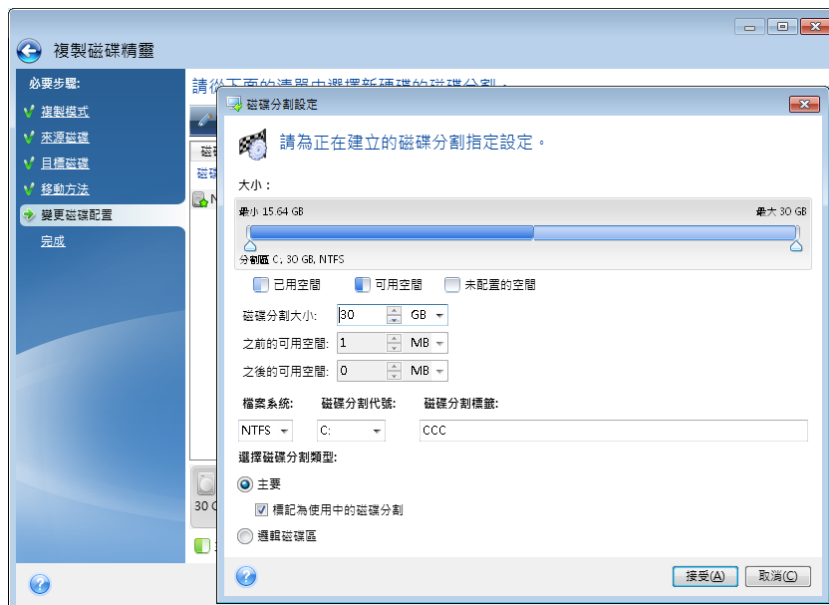 複製磁碟精靈
必要步驟:
複製模式
來源磁碟
目標磁碟
移動方法
變更磁碟配置
完成
請從下面的清單中選擇新硬碟的磁碟分割。
磁碟分割設定
請為正在建立的磁碟分割指定設定。
大小：
最小 15.64 GB 最大 30 GB
分割區 C, 30 GB, NTFS
已用空間 可用空間 未配置的空間
磁碟分割大小: 30 GB
之前的可用空間: 1 MB
之後的可用空間: 0 MB
檔案系統: 磁碟分割代號: 磁碟分割標籤:
NTFS C: CCC
選擇磁碟分割類型:
主要
標記為使用中的磁碟分割
邏輯磁碟區
30
接受(A) 取消(C)